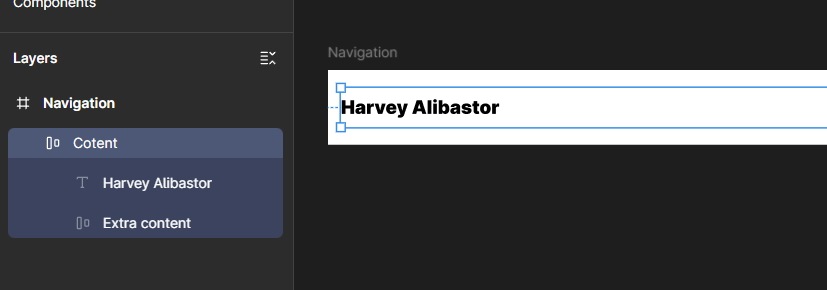 Components
Layers
Navigation
Cotent
Harvey Alibastor
Extra content
Navigation
Harvey Alibastor